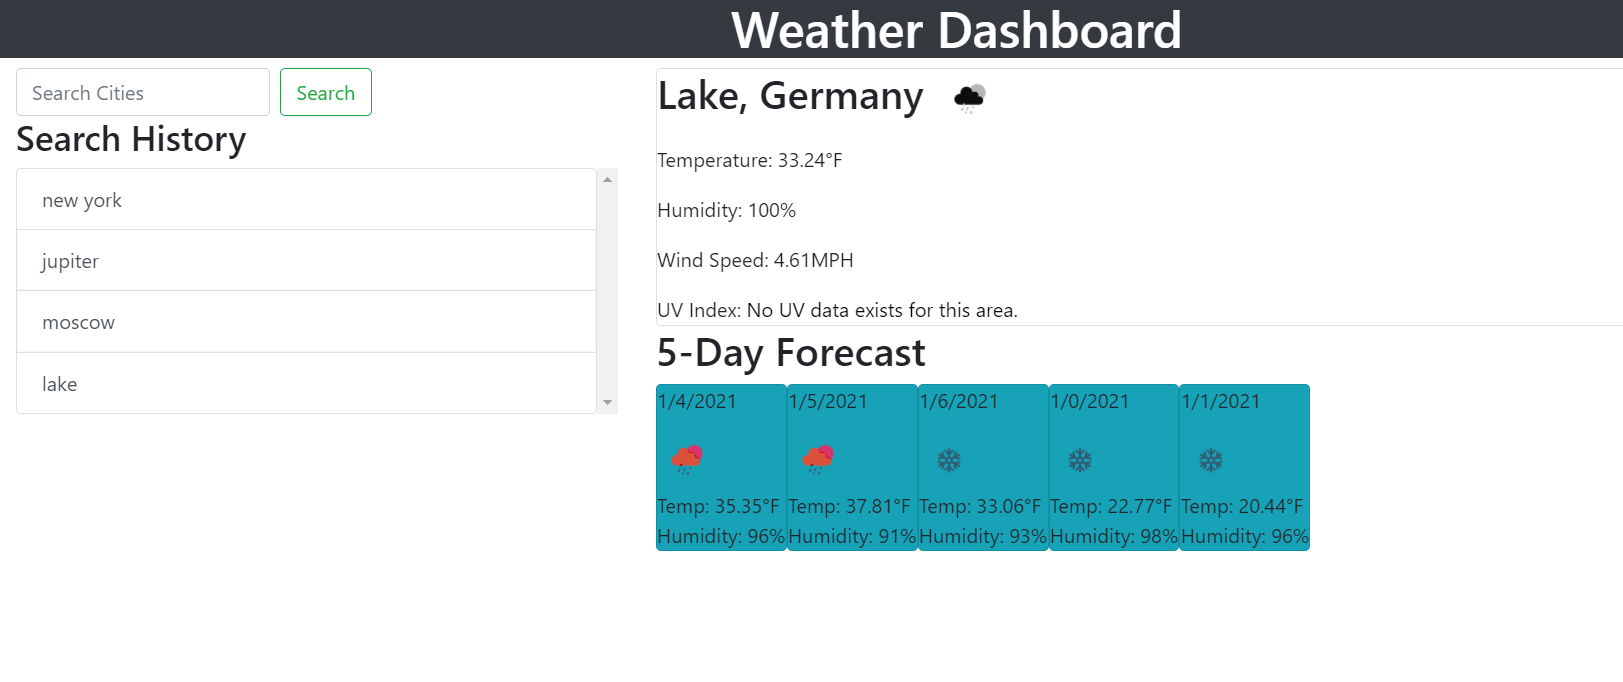 Weather Dashboard
Search Cities
Search
Search History
new york
jupiter
moscow
lake
Lake, Germany
Temperature: 33.24°F
Humidity: 100%
Wind Speed: 4.61MPH
UV Index: No UV data exists for this area.
5-Day Forecast
1/4/2021 1/5/2021 1/6/2021 1/0/2021 1/1/2021
Temp: 35.35°F Temp: 37.81°F Temp: 33.06°F Temp: 22.77°F Temp: 20.44°F
Humidity: 96% Humidity: 91% Humidity: 93% Humidity: 98% Humidity: 96%